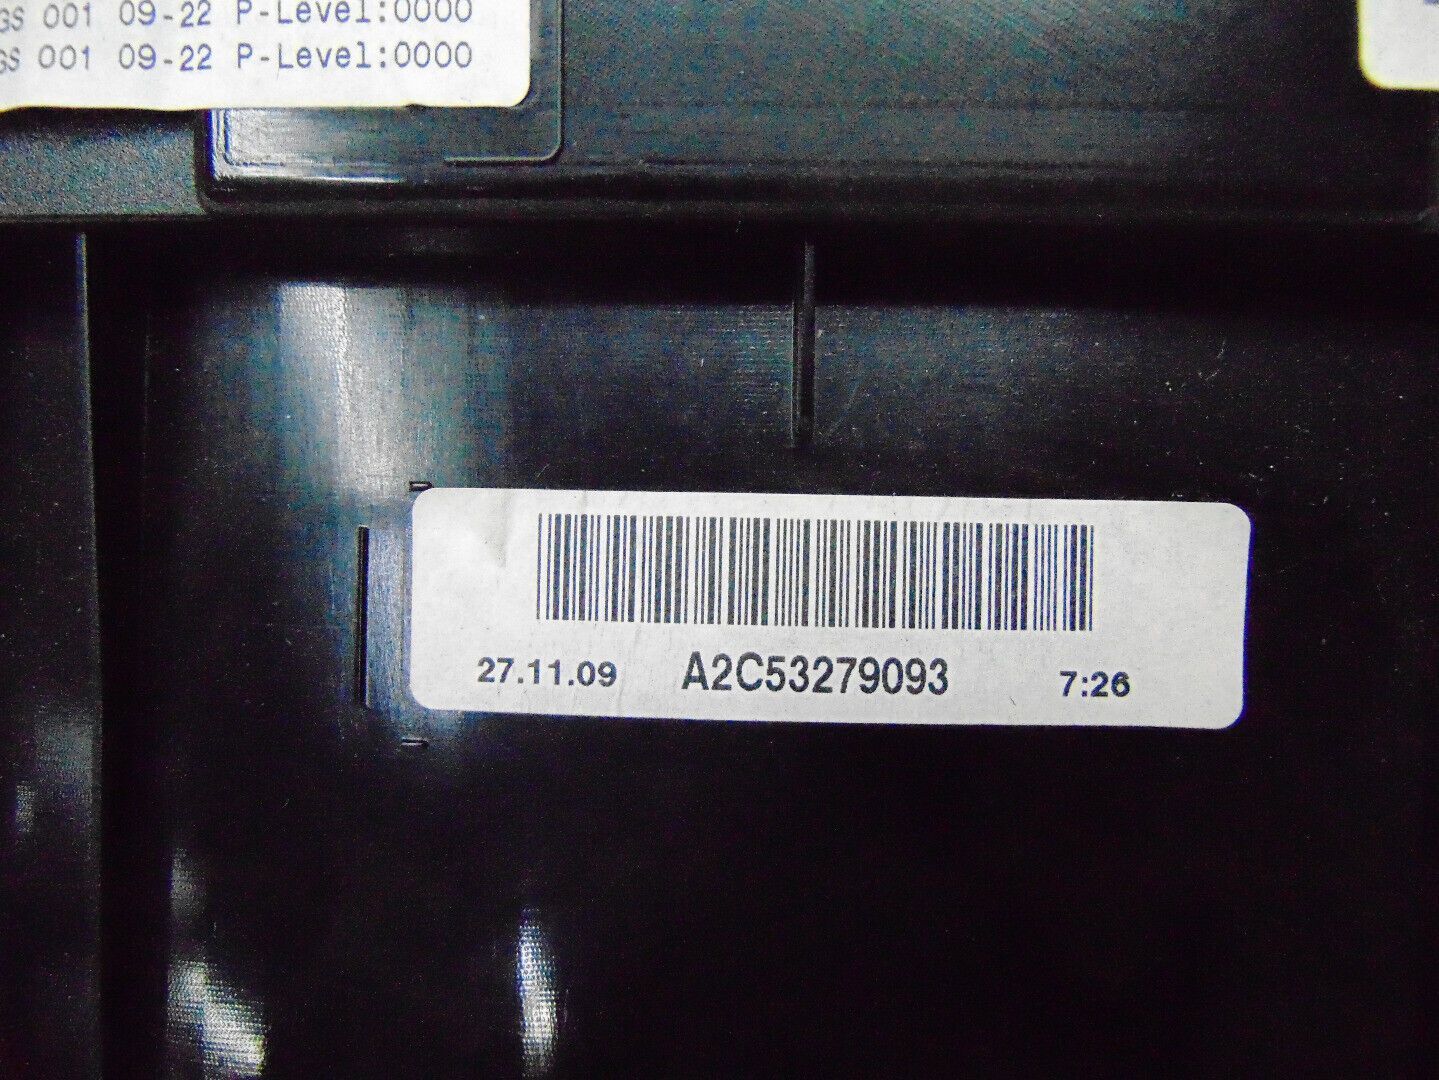 GS 001 09-22 P-Level:0000
GS 001 09-22 P-Level:0000
27.11.09 A2C53279093 7:26